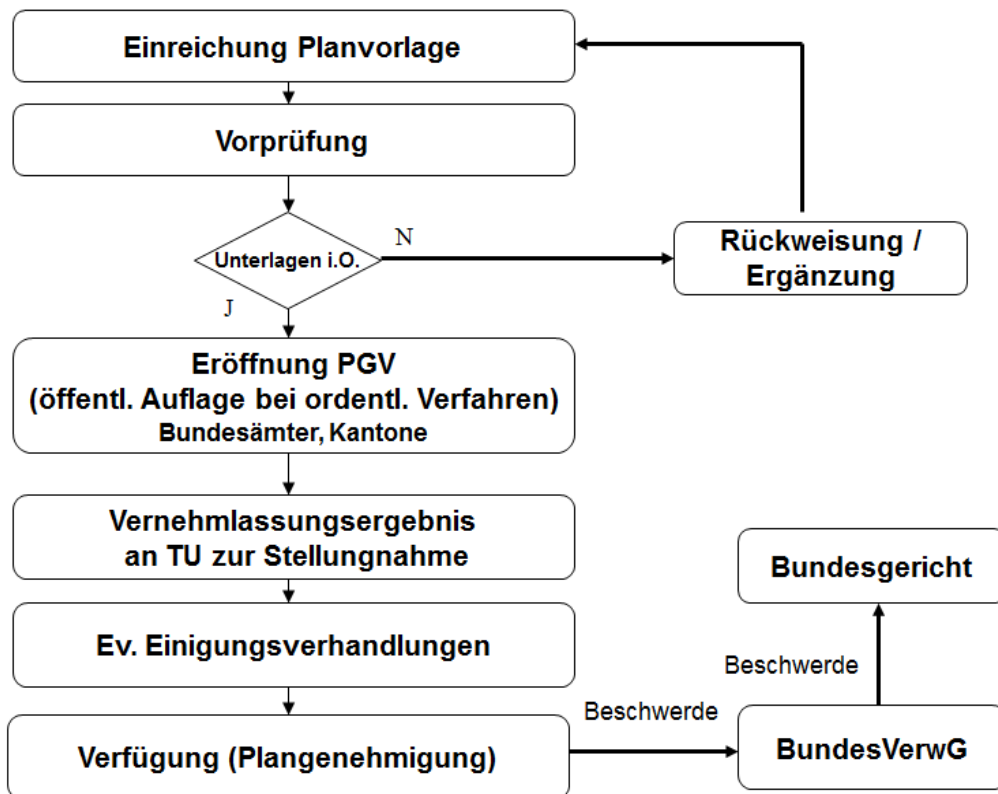 Einreichung Planvorlage
Vorprüfung
Unterlagen i.O.
N
Rückweisung /
Ergänzung
J
Eröffnung PGV
(öffentl. Auflage bei ordentl. Verfahren)
Bundesämter, Kantone
Vernehmlassungsergebnis
an TU zur Stellungnahme
Ev. Einigungsverhandlungen
Verfügung (Plangenehmigung)
Beschwerde
BundesVerwG
Beschwerde
Bundesgericht